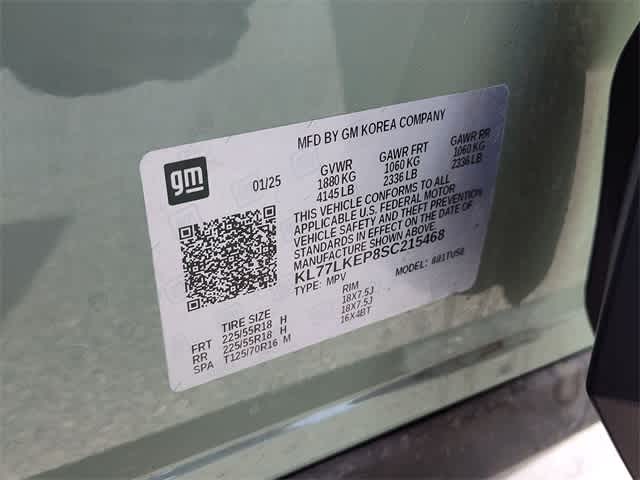 MFD BY GM KOREA COMPANY
gm
01/25
GVWR GAWR FRT GAWR RR
1880 KG 1060 KG 1060 KG
4145 LB 2336 LB 2336 LB
THIS VEHICLE CONFORMS TO ALL
APPLICABLE U.S. FEDERAL MOTOR
VEHICLE SAFETY AND THEFT PREVENTION
STANDARDS IN EFFECT ON THE DATE OF
MANUFACTURE SHOWN ABOVE.
KL77LKEP8SC215468
TYPE: MPV MODEL:
TIRE SIZE RIM
FRT 225/55R18 H 18X7.5J
RR 225/55R18 H 18X7.5J
SPA T125/70R16 M 16X4BT